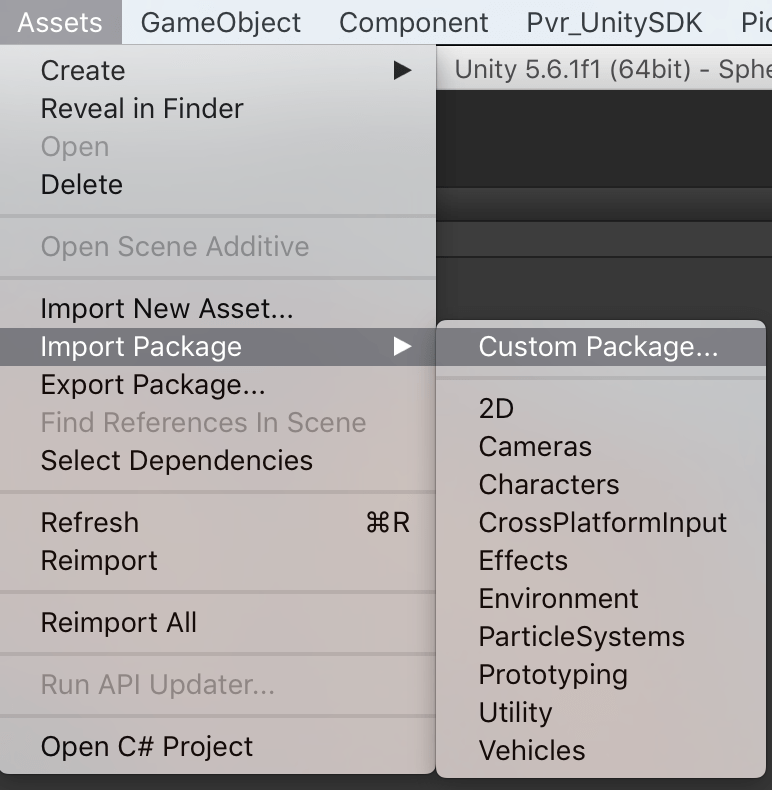 Assets GameObject Component Pvr_UnitySDK
Unity 5.6.1f1 (64bit) -
Create
Reveal in Finder
Open
Delete
Open Scene Additive
Import New Asset...
Import Package
Export Package...
Find References In Scene
Select Dependencies
Refresh ⌘R
Reimport
Reimport All
Run API Updater...
Open C# Project
Custom Package...
2D
Cameras
Characters
CrossPlatformInput
Effects
Environment
ParticleSystems
Prototyping
Utility
Vehicles